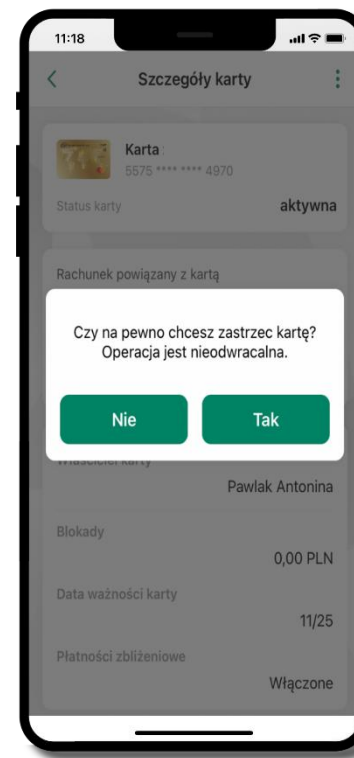 11:18
Szczegóły karty
Karta
5575 **** **** 4970
Status karty
aktywna
Rachunek powiązany z kartą
Czy na pewno chcesz zastrzec kartę?
Operacja jest nieodwracalna.
Nie
Tak
Właściciel karty
Pawlak Antonina
Blokady
0,00 PLN
Data ważności karty
11/25
Płatności zbliżeniowe
Włączone